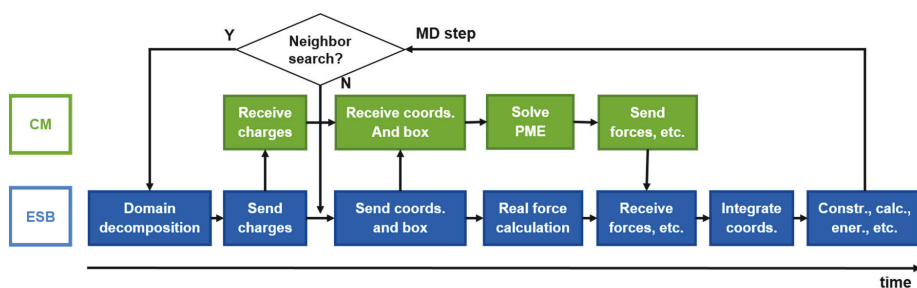 Y
Neighbor
search?
MD step
N
CM
Receive
charges
Receive coords.
And box
Solve
PME
Send
forces, etc.
ESB
Domain
decomposition
Send
charges
Send coords.
and box
Real force
calculation
Receive
forces, etc.
Integrate
coords.
Constr., calc.,
ener., etc.
time